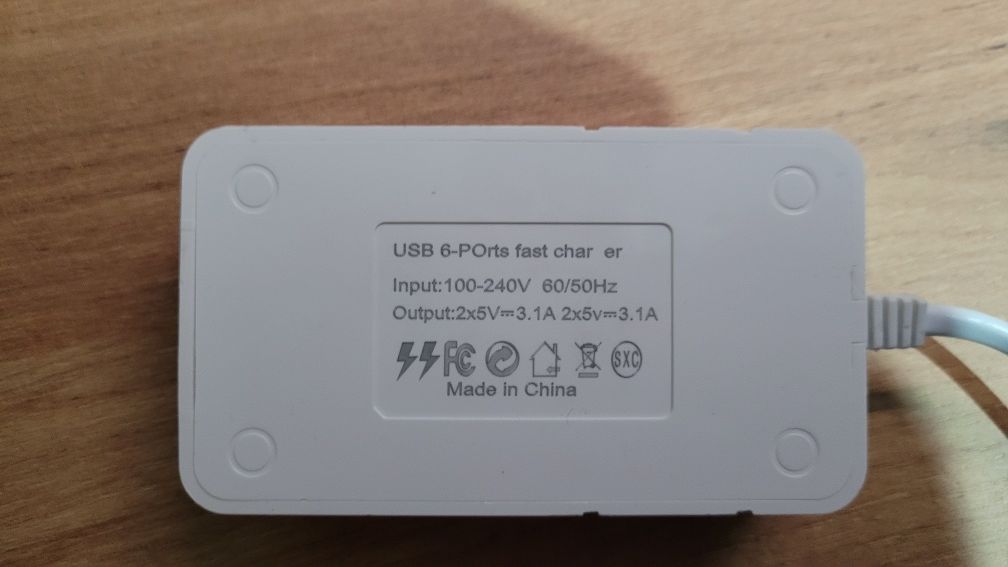 USB 6-POrts fast char er
Input:100-240V 60/50Hz
Output:2x5V⎓3.1A 2x5v⎓3.1A
FC SXC
Made in China